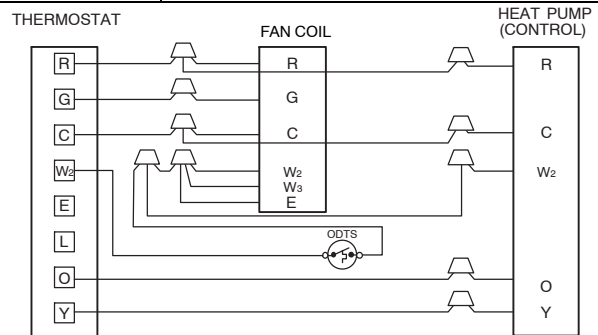 THERMOSTAT
R
G
C
W2
E
L
O
Y
FAN COIL
R
G
C
W2
W3
E
ODTS
HEAT PUMP
(CONTROL)
R
C
W2
O
Y